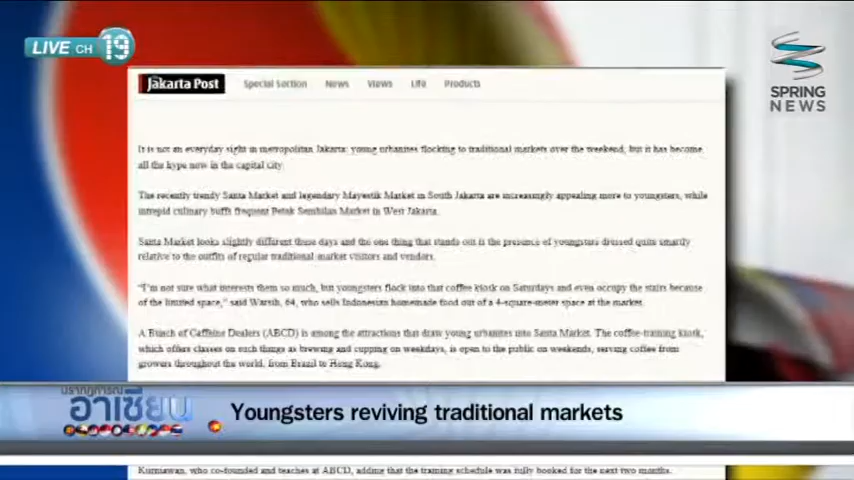 LIVE CH 19
SPRING
NEWS
The Jakarta Post
Special Section News Views Life Products
It is not an everyday sight in metropolitan Jakarta: young urbanites flocking to traditional markets over the weekend, but it has become
all the hype now in the capital city.
The recently trendy Santa Market and legendary Mayestik Market in South Jakarta are increasingly appealing more to youngsters, while
intrepid culinary buffs frequent Petak Sembilan Market in West Jakarta.
Santa Market looks slightly different these days and the one thing that stands out is the presence of youngsters dressed quite smartly
relative to the outfits of regular traditional-market visitors and vendors.
"I'm not sure what interests them so much, but youngsters flock into that coffee kiosk on Saturdays and even occupy the stairs because
of the limited space," said Warsih, 64, who sells Indonesian homemade food out of a 4-square-meter space at the market.
A Bunch of Caffeine Dealers (ABCD) is among the attractions that draw young urbanites into Santa Market. The coffee-training kiosk,
which offers classes on such things as brewing and cupping on weekdays, is open to the public on weekends, serving coffee from
growers throughout the world, from Brazil to Hong Kong.
ปรากฏการณ์
อาเซียน
Youngsters reviving traditional markets
Kurniawan, who co-founded and teaches at ABCD, adding that the training schedule was fully booked for the next two months.